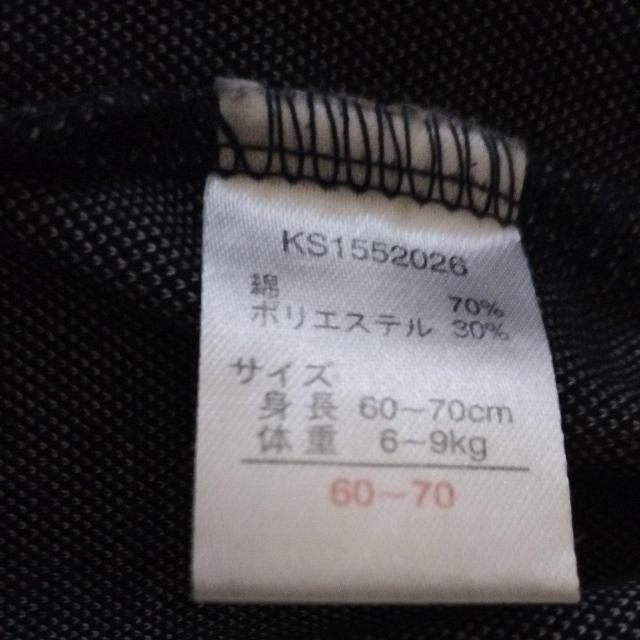 KS1552026
綿 70%
ポリエステル 30%
サイズ
身長 60~70cm
体重 6~9kg
60~70